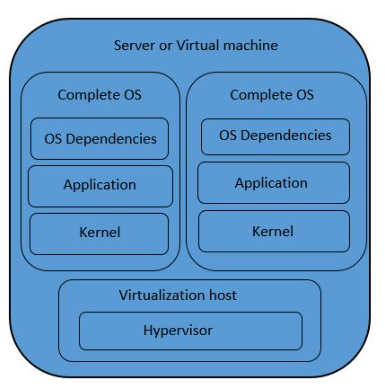 Server or Virtual machine
Complete OS
OS Dependencies
Application
Kernel
Complete OS
OS Dependencies
Application
Kernel
Virtualization host
Hypervisor